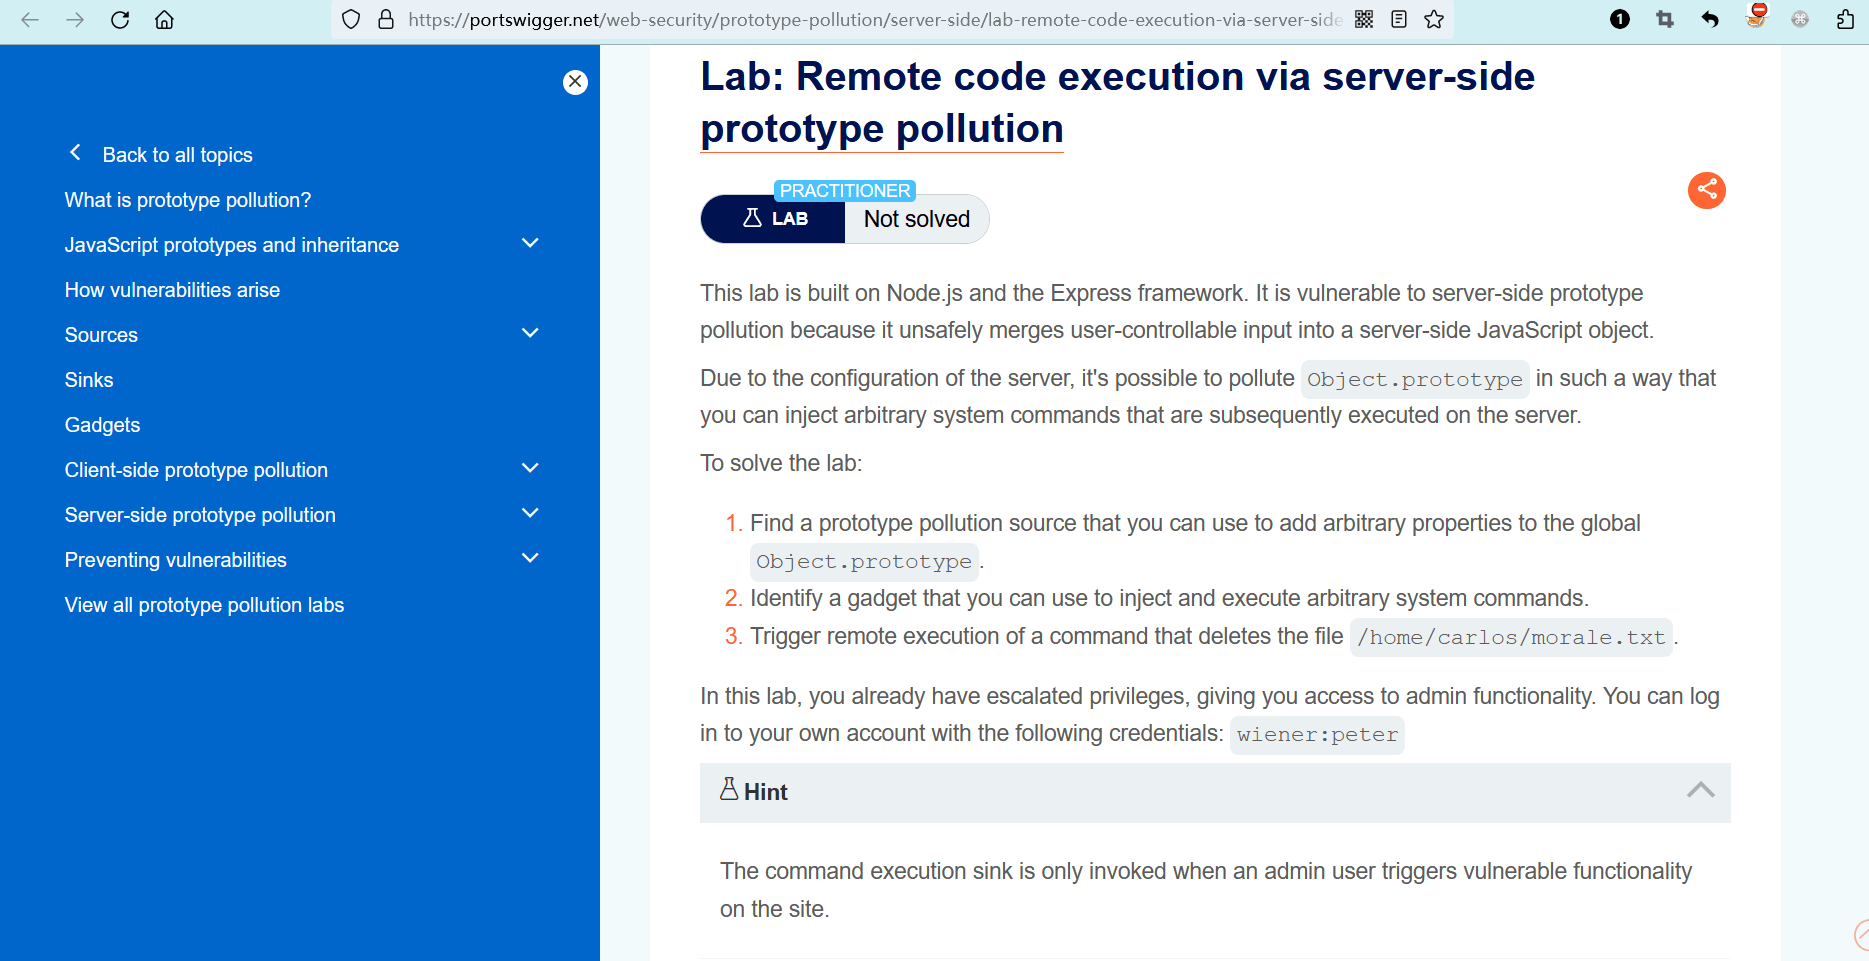 https://portswigger.net/web-security/prototype-pollution/server-side/lab-remote-code-execution-via-server-side
1
Back to all topics
What is prototype pollution?
JavaScript prototypes and inheritance
How vulnerabilities arise
Sources
Sinks
Gadgets
Client-side prototype pollution
Server-side prototype pollution
Preventing vulnerabilities
View all prototype pollution labs
Lab: Remote code execution via server-side
prototype pollution
PRACTITIONER
LAB Not solved
This lab is built on Node.js and the Express framework. It is vulnerable to server-side prototype
pollution because it unsafely merges user-controllable input into a server-side JavaScript object.
Due to the configuration of the server, it's possible to pollute Object.prototype in such a way that
you can inject arbitrary system commands that are subsequently executed on the server.
To solve the lab:
1. Find a prototype pollution source that you can use to add arbitrary properties to the global
Object.prototype.
2. Identify a gadget that you can use to inject and execute arbitrary system commands.
3. Trigger remote execution of a command that deletes the file /home/carlos/morale.txt.
In this lab, you already have escalated privileges, giving you access to admin functionality. You can log
in to your own account with the following credentials: wiener:peter
Hint
The command execution sink is only invoked when an admin user triggers vulnerable functionality
on the site.